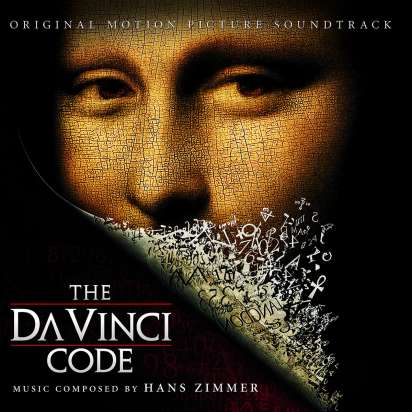 ORIGINAL MOTION PICTURE SOUNDTRACK
THE
DA VINCI
CODE
MUSIC COMPOSED BY HANS ZIMMER